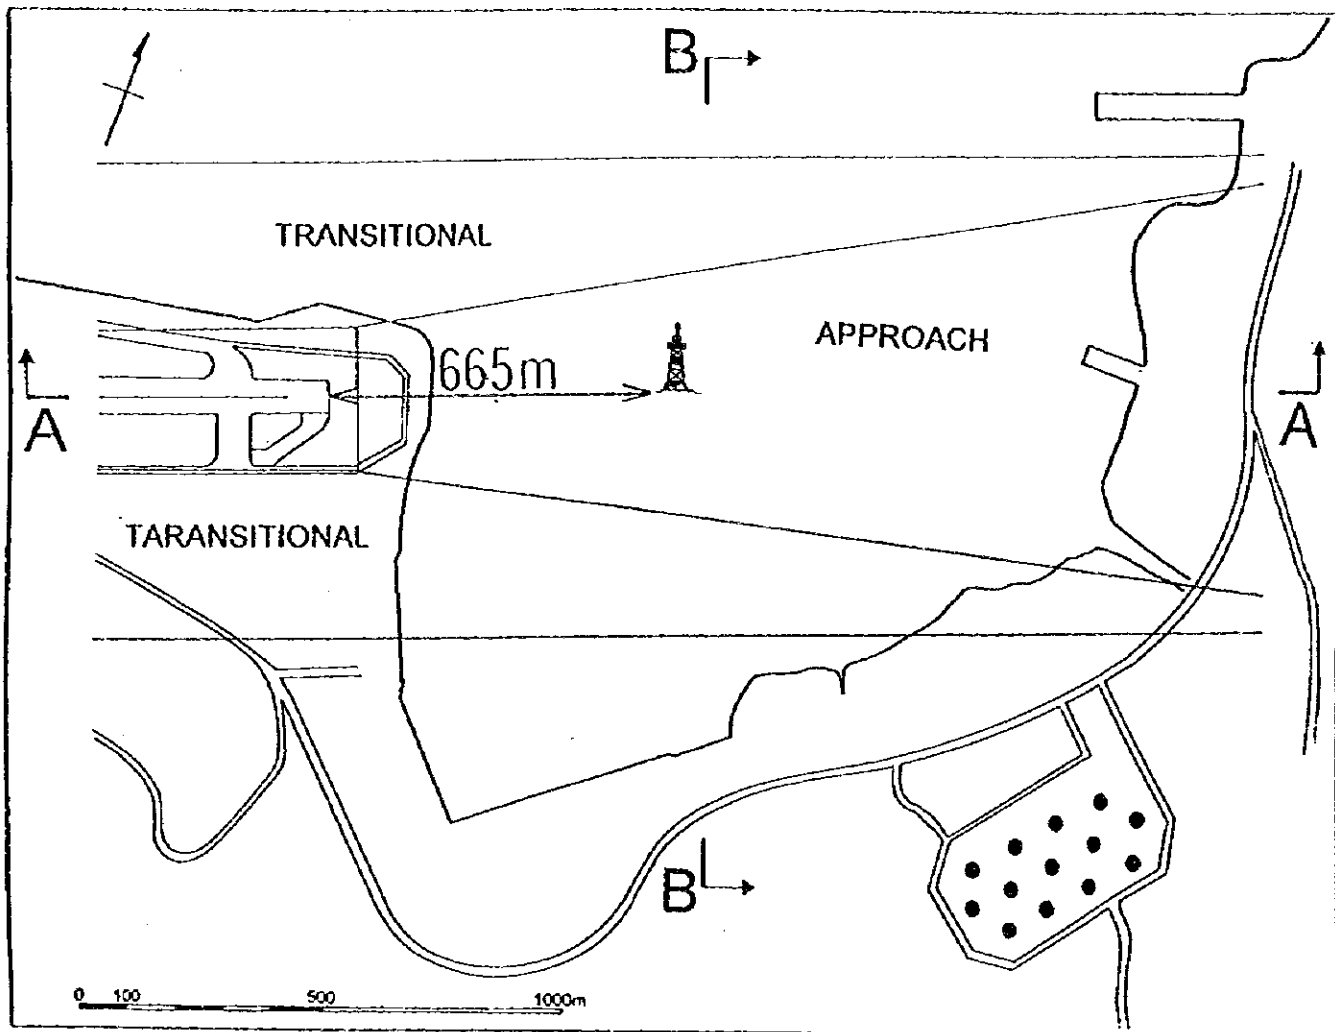 B
TRANSITIONAL
APPROACH
665m
A
A
TARANSITIONAL
B
0 100 500 1000m